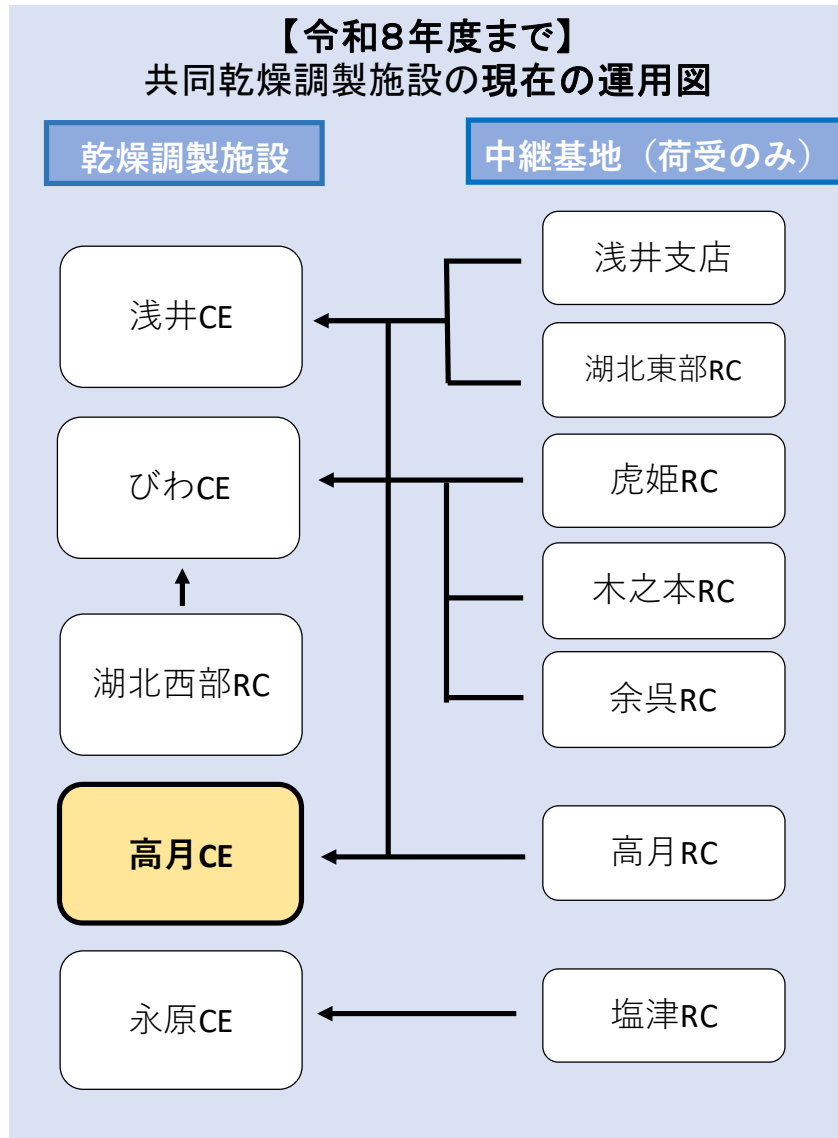 【令和８年度まで】
共同乾燥調製施設の現在の運用図
乾燥調製施設
中継基地（荷受のみ）
浅井CE
びわCE
湖北西部RC
高月CE
永原CE
浅井支店
湖北東部RC
虎姫RC
木之本RC
余呉RC
高月RC
塩津RC